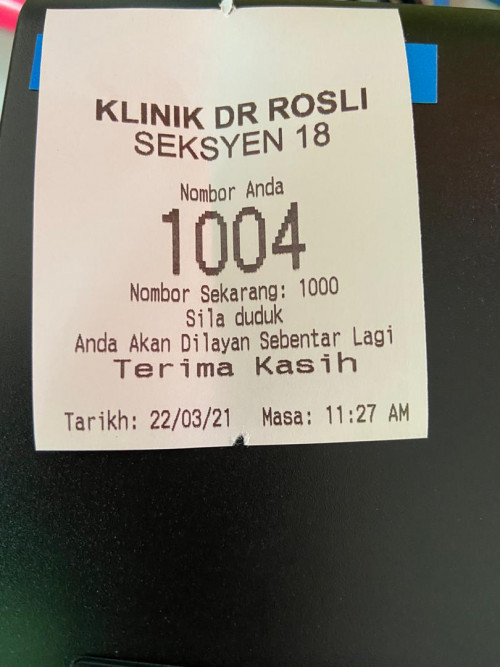 KLINIK DR ROSLI
SEKSYEN 18
Nombor Anda
1004
Nombor Sekarang: 1000
Sila duduk
Anda Akan Dilayan Sebentar Lagi
Terima Kasih
Tarikh: 22/03/21 Masa: 11:27 AM